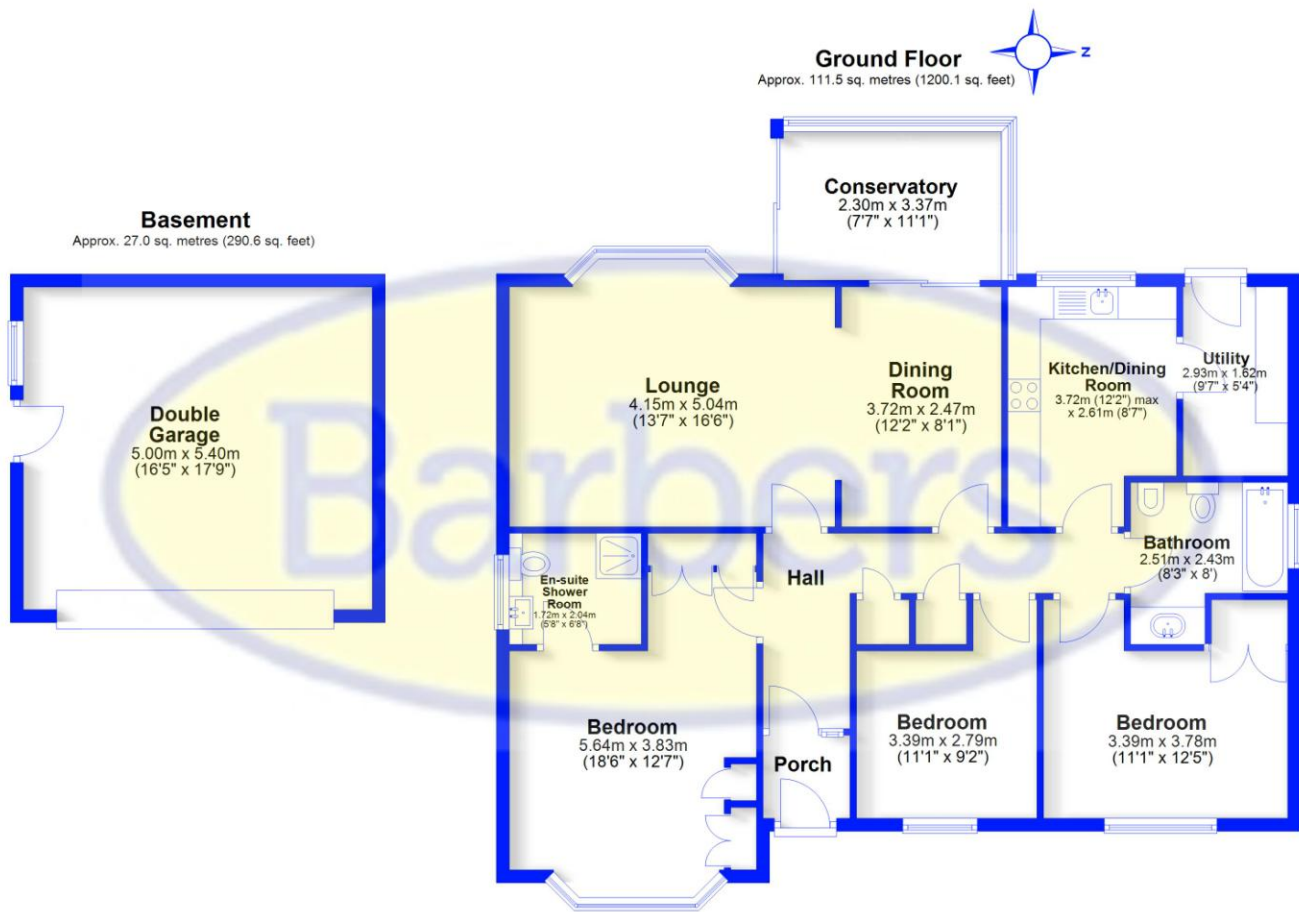 Ground Floor
Approx. 111.5 sq. metres (1200.1 sq. feet)
Z
Basement
Approx. 27.0 sq. metres (290.6 sq. feet)
Conservatory
2.30m x 3.37m
(7'7" x 11'1")
Double
Garage
5.00m x 5.40m
(16'5" x 17'9")
Lounge
4.15m x 5.04m
(13'7" x 16'6")
Dining
Room
3.72m x 2.47m
(12'2" x 8'1")
Kitchen/Dining
Room
3.72m (12'2") max
x 2.61m (8'7")
Utility
2.93m x 1.62m
(9'7" x 5'4")
Barbers
En-suite
Shower
Room
1.72m x 2.04m
(5'8" x 6'8")
Hall
Bathroom
2.51m x 2.43m
(8'3" x 8')
Bedroom
5.64m x 3.83m
(18'6" x 12'7")
Porch
Bedroom
3.39m x 2.79m
(11'1" x 9'2")
Bedroom
3.39m x 3.78m
(11'1" x 12'5")